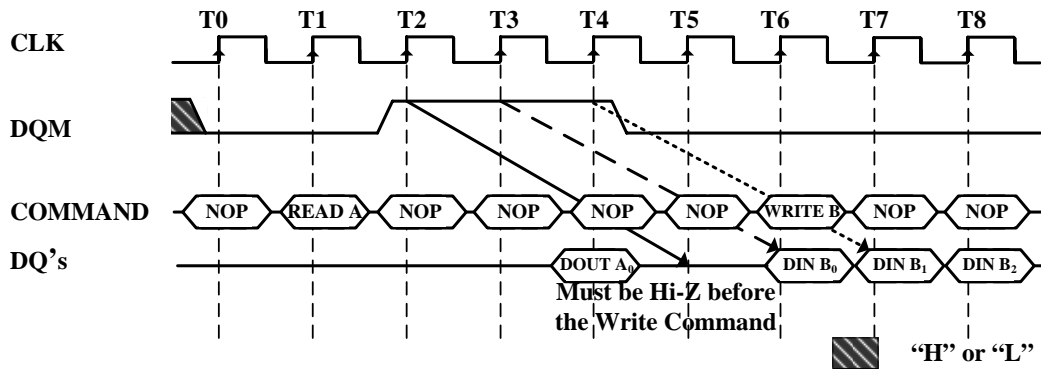 T0 T1 T2 T3 T4 T5 T6 T7 T8
CLK
DQM
COMMAND NOP READ A NOP NOP NOP NOP WRITE B NOP NOP
DQ's DOUT A₀ DIN B₀ DIN B₁ DIN B₂
Must be Hi-Z before
the Write Command
“H” or “L”